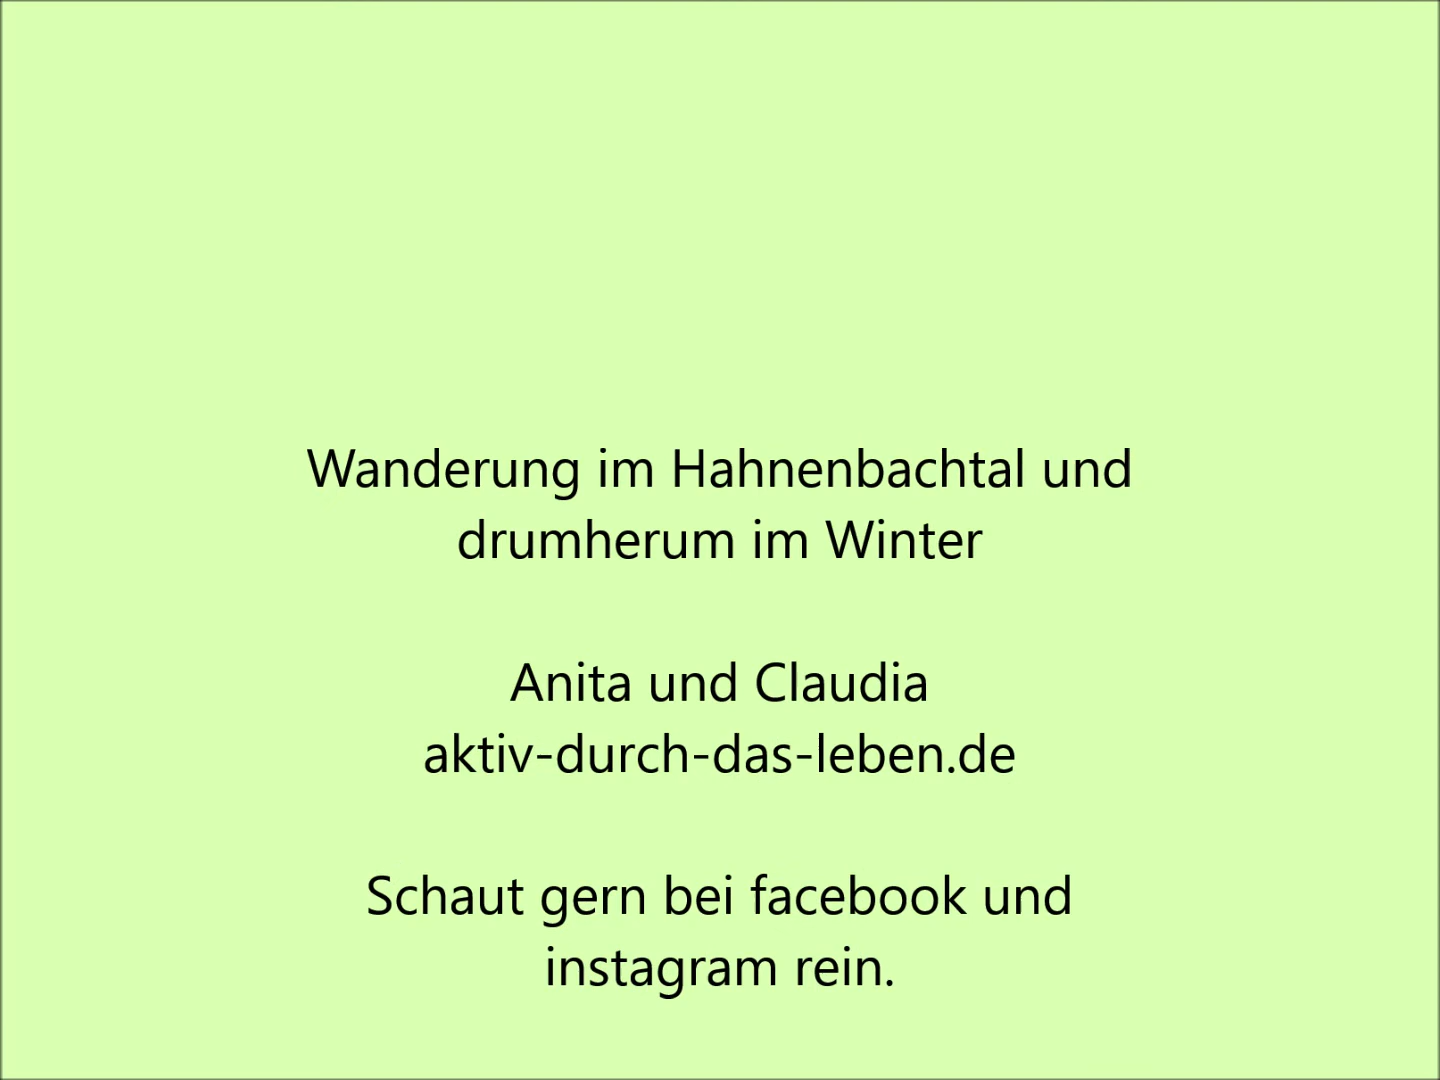 Wanderung im Hahnenbachtal und
drumherum im Winter
Anita und Claudia
aktiv-durch-das-leben.de
Schaut gern bei facebook und
instagram rein.